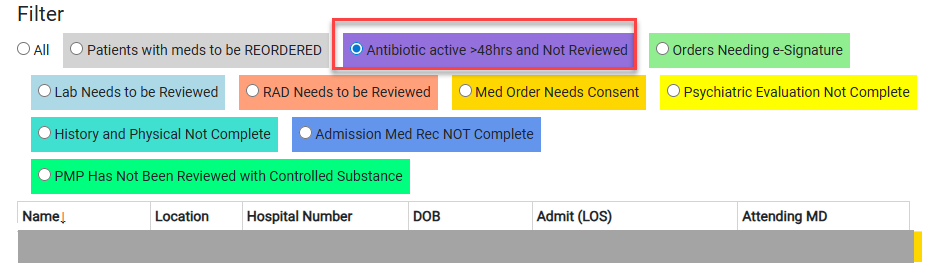 Filter
All Patients with meds to be REORDERED Antibiotic active >48hrs and Not Reviewed Orders Needing e-Signature
Lab Needs to be Reviewed RAD Needs to be Reviewed Med Order Needs Consent Psychiatric Evaluation Not Complete
History and Physical Not Complete Admission Med Rec NOT Complete
PMP Has Not Been Reviewed with Controlled Substance
Name↓ Location Hospital Number DOB Admit (LOS) Attending MD